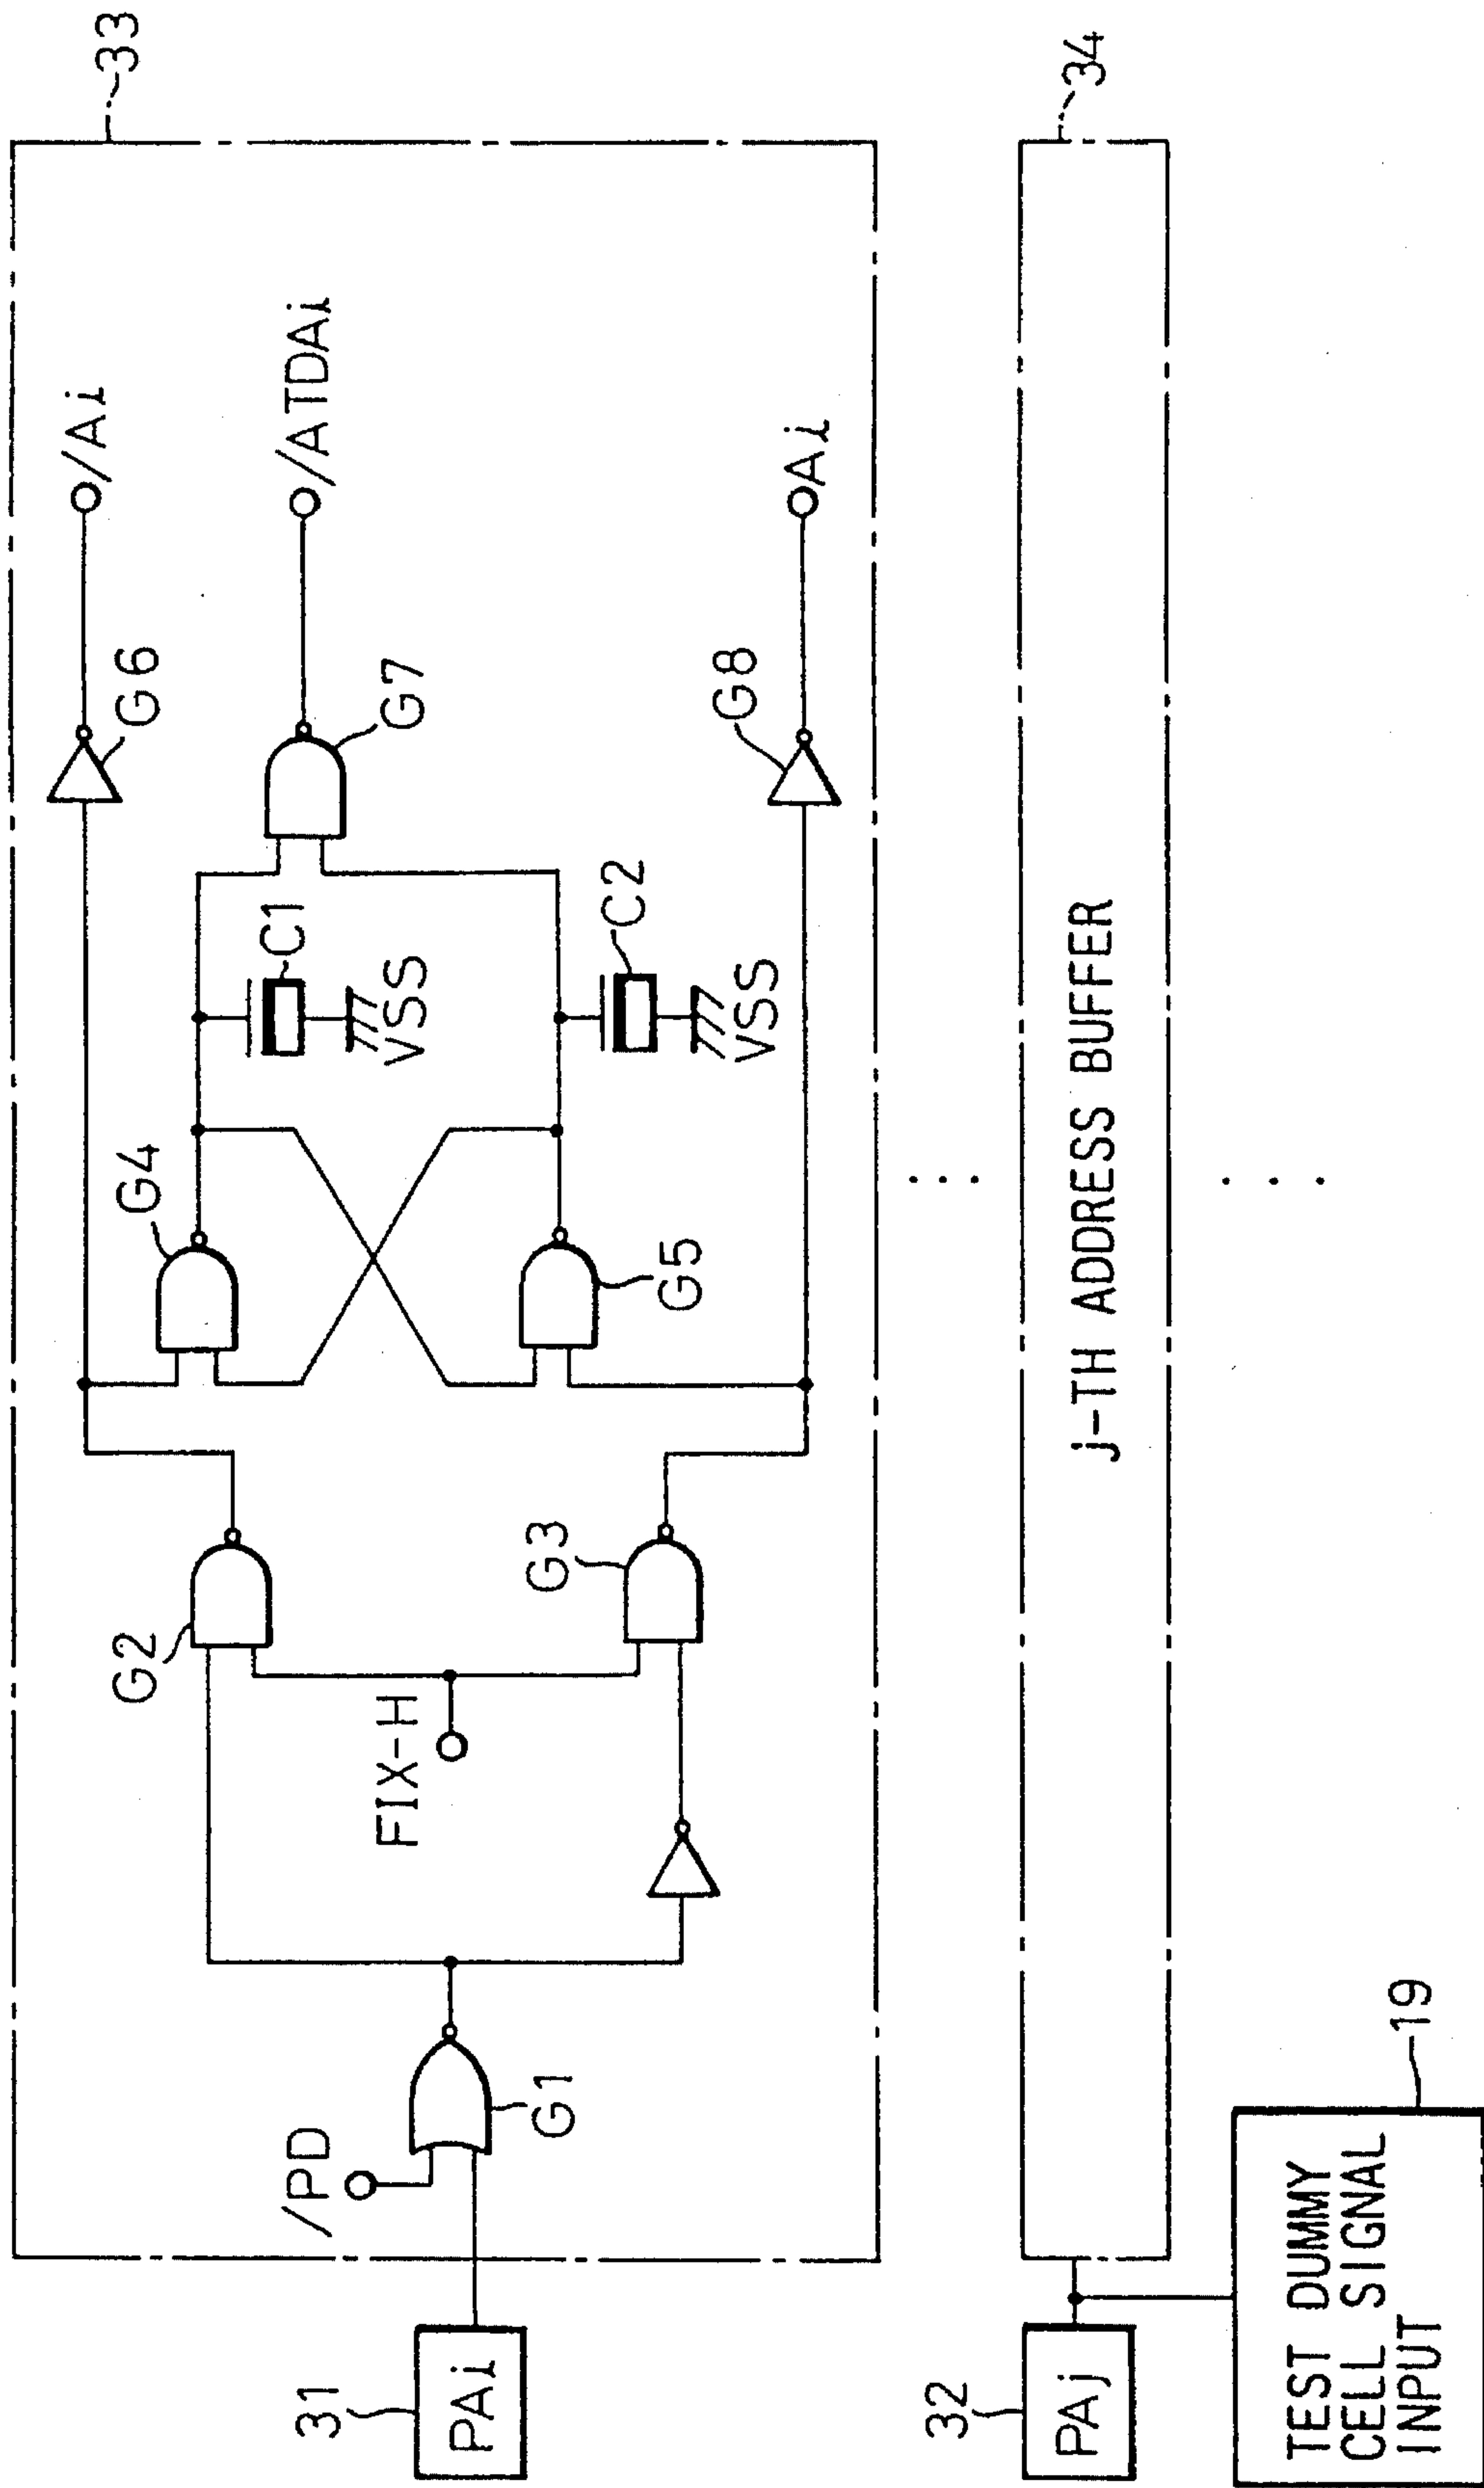 33
/Ai
G6
/ATDAi
G7
G4
C1
VSS
C2
VSS
G8
Ai
G5
G2
FIX-H
G3
/PD
G1
31
PAi
34
j-TH ADDRESS BUFFER
32
PAj
19
TEST DUMMY
CELL SIGNAL
INPUT